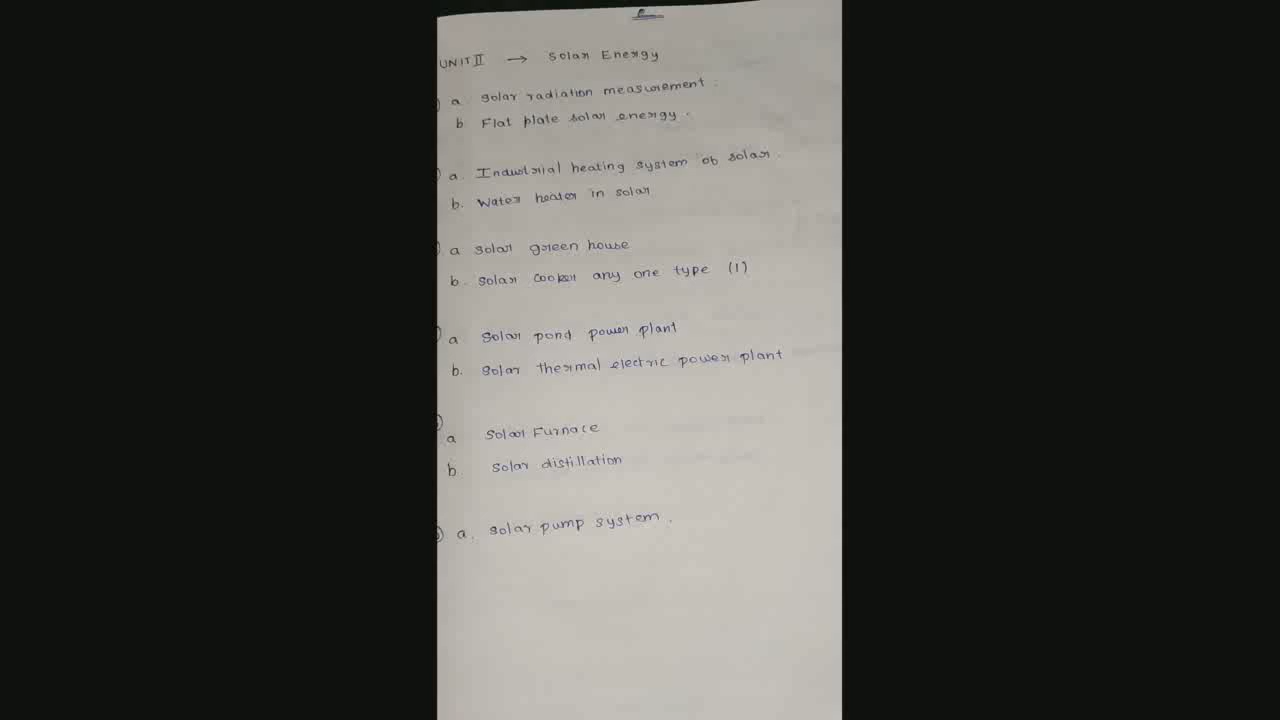 UNIT II → Solar Energy
a. Solar radiation measurement.
b. Flat plate solar energy.
a. Industrial heating system of solar.
b. Water heater in solar
a Solar green house
b. Solar cooker any one type (1)
a Solar pond power plant
b. Solar thermal electric power plant
a Solar Furnace
b Solar distillation
a. Solar pump system.